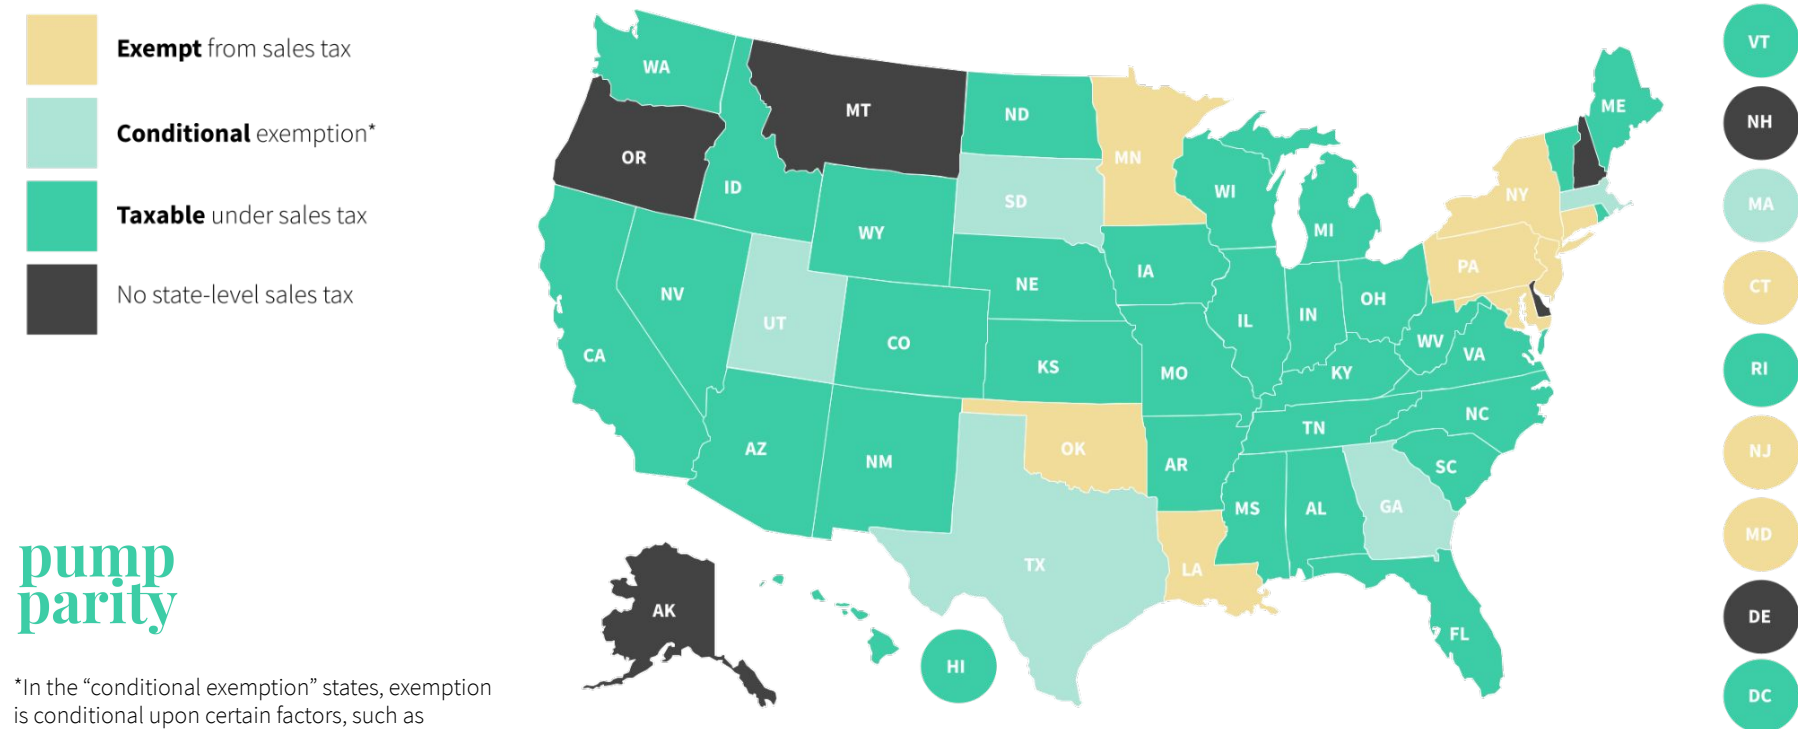 Exempt from sales tax
Conditional exemption*
Taxable under sales tax
No state-level sales tax
WA
OR
MT
ID
ND
MN
SD
WY
WI
MI
ME
NY
PA
NV
UT
CA
CO
NE
IA
IL
IN
OH
WV
VA
KS
MO
KY
NC
TN
AZ
NM
OK
AR
SC
MS
AL
GA
TX
LA
FL
AK
HI
VT
NH
MA
CT
RI
NJ
MD
DE
DC
pump
parity
*In the “conditional exemption” states, exemption
is conditional upon certain factors, such as